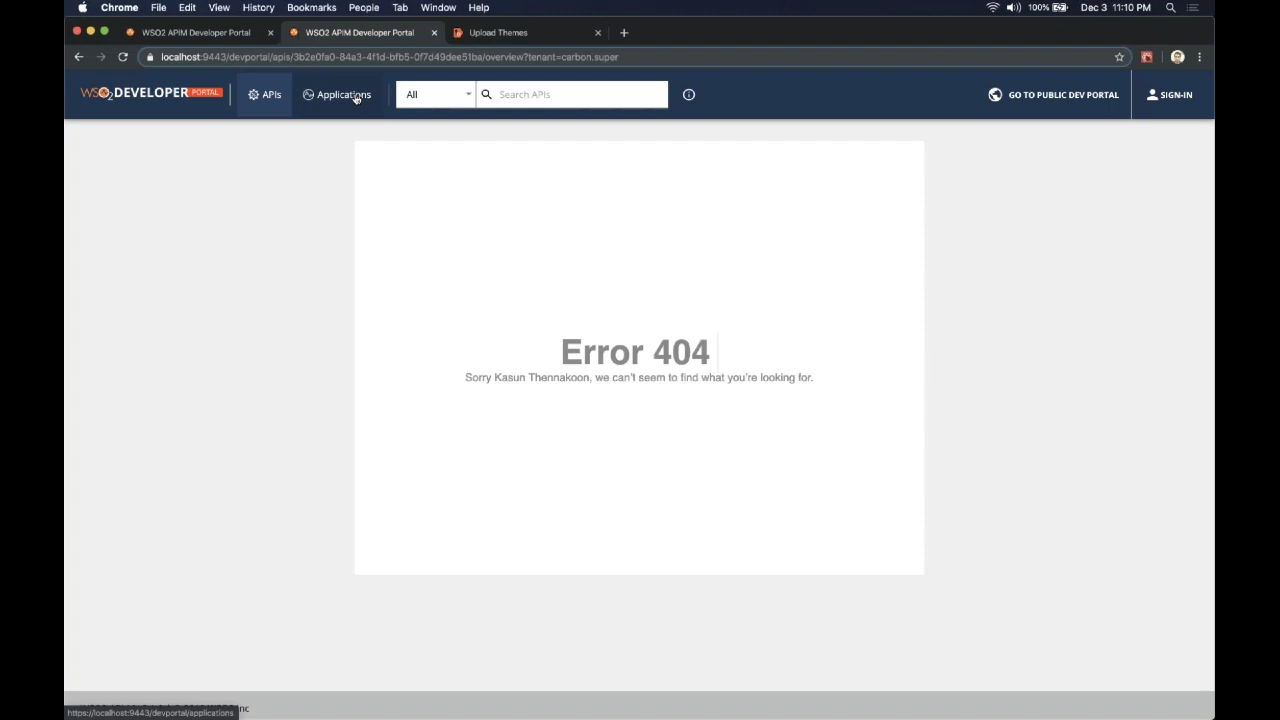 Chrome File Edit View History Bookmarks People Tab Window Help 100% Dec 3 11:10 PM
WSO2 APIM Developer Portal WSO2 APIM Developer Portal Upload Themes
localhost:9443/devportal/apis/3b2e0fa0-84a3-4f1d-bfb5-0f7d49dee51ba/overview?tenant=carbon.super
WSO2 DEVELOPER PORTAL APIs Applications All Search APIs GO TO PUBLIC DEV PORTAL SIGN-IN
Error 404
Sorry Kasun Thennakoon, we can't seem to find what you're looking for.
https://localhost:9443/devportal/applications